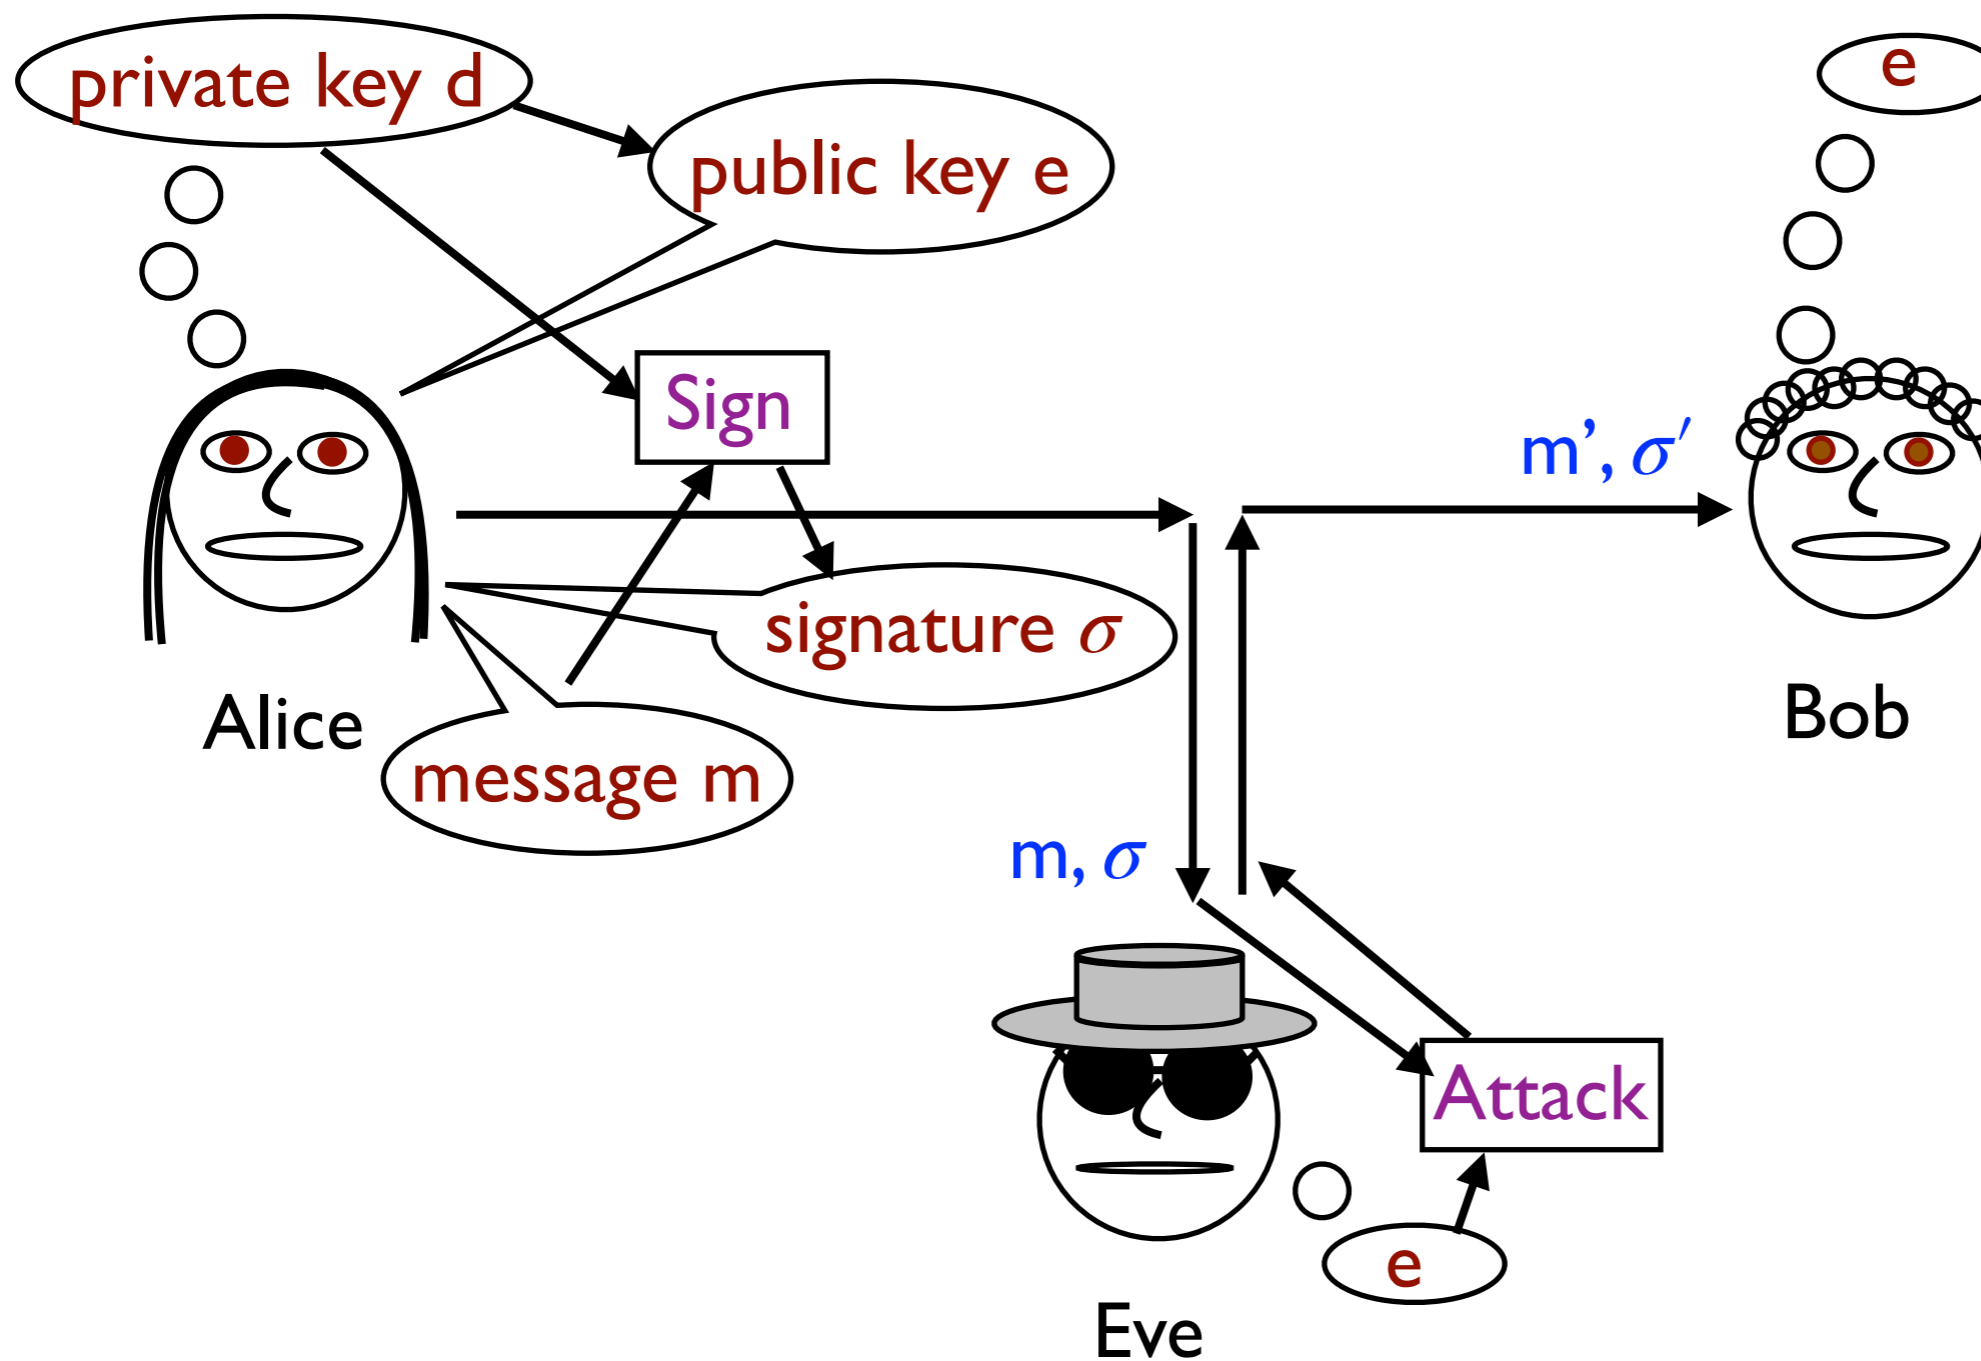 private key d
e
public key e
Sign
m’, σ′
signature σ
Alice
Bob
message m
m, σ
Attack
e
Eve